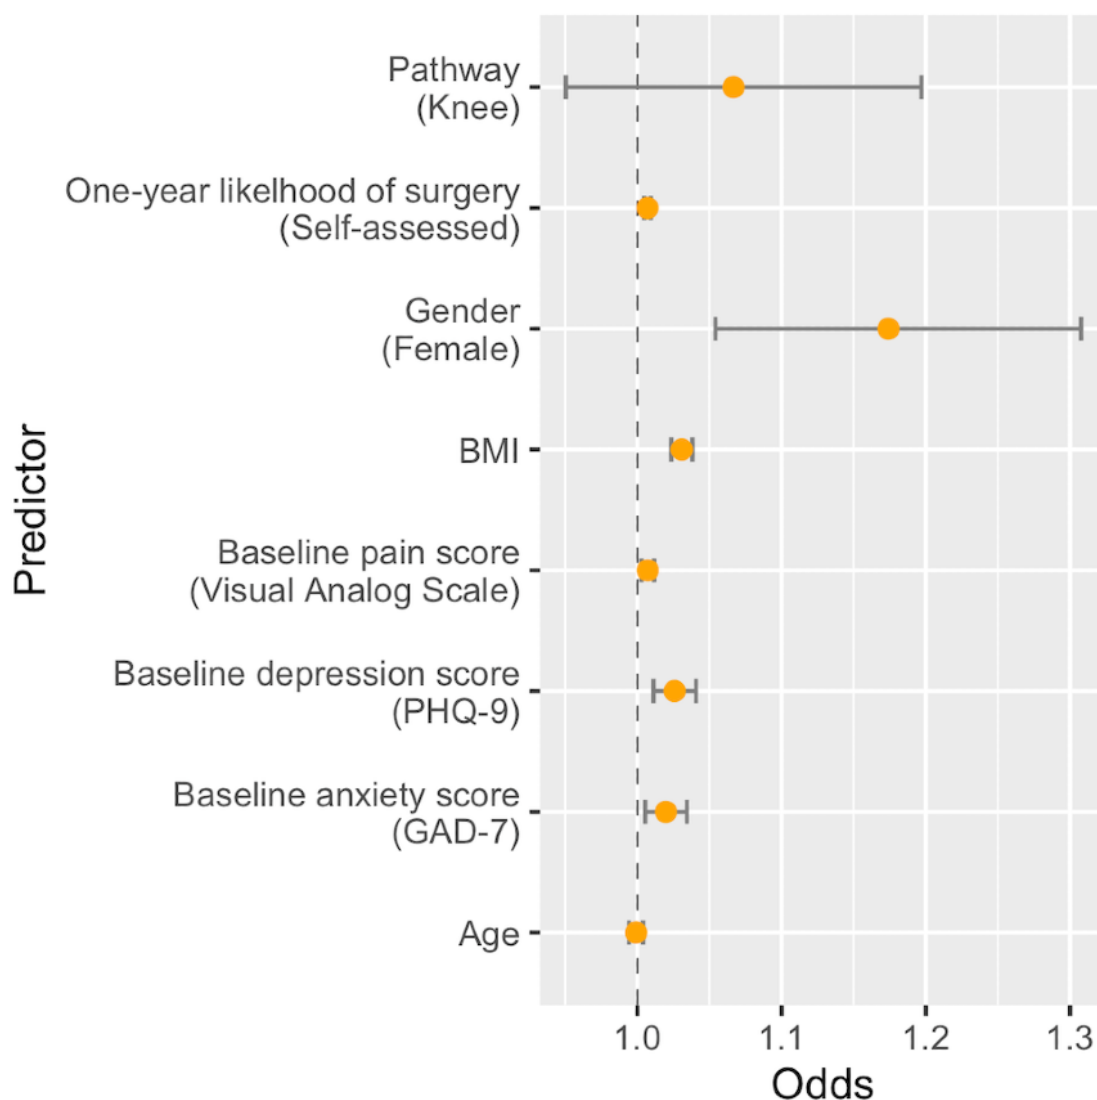 Pathway
(Knee)
One-year likelhood of surgery
(Self-assessed)
Gender
(Female)
BMI
Baseline pain score
(Visual Analog Scale)
Baseline depression score
(PHQ-9)
Baseline anxiety score
(GAD-7)
Age
Predictor
1.0 1.1 1.2 1.3
Odds